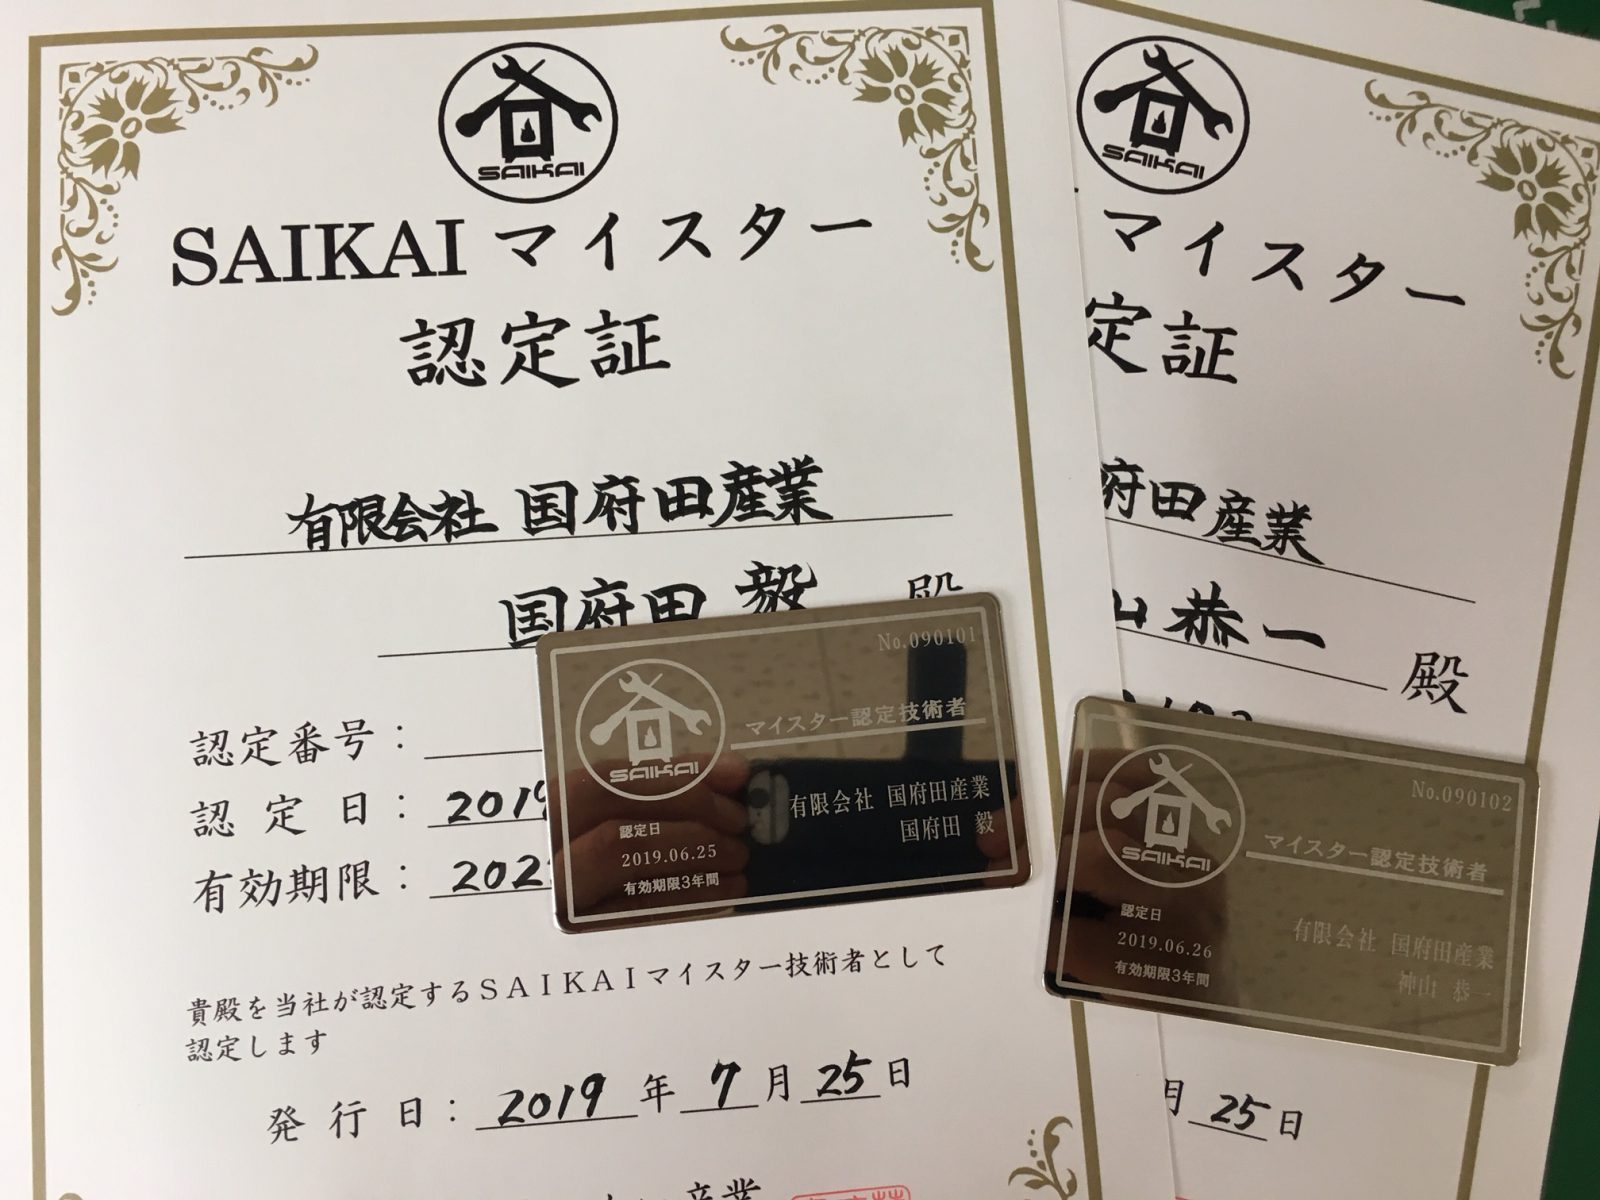 SAIKAI
SAIKAI マイスター
認定証
有限会社 国府田産業
国府田 毅 殿
認定番号：
認定日：2019
有効期限：202
貴殿を当社が認定するＳＡＩＫＡＩマイスター技術者として
認定します
発行日：2019年7月25日
産業
No.090101
SAIKAI
マイスター認定技術者
有限会社 国府田産業
国府田 毅
認定日
2019.06.25
有効期限3年間
SAIKAI
マイスター
定証
府田産業
山 恭一 殿
No.090102
SAIKAI
マイスター認定技術者
有限会社 国府田産業
神山 恭一
認定日
2019.06.26
有効期限3年間
月 25日